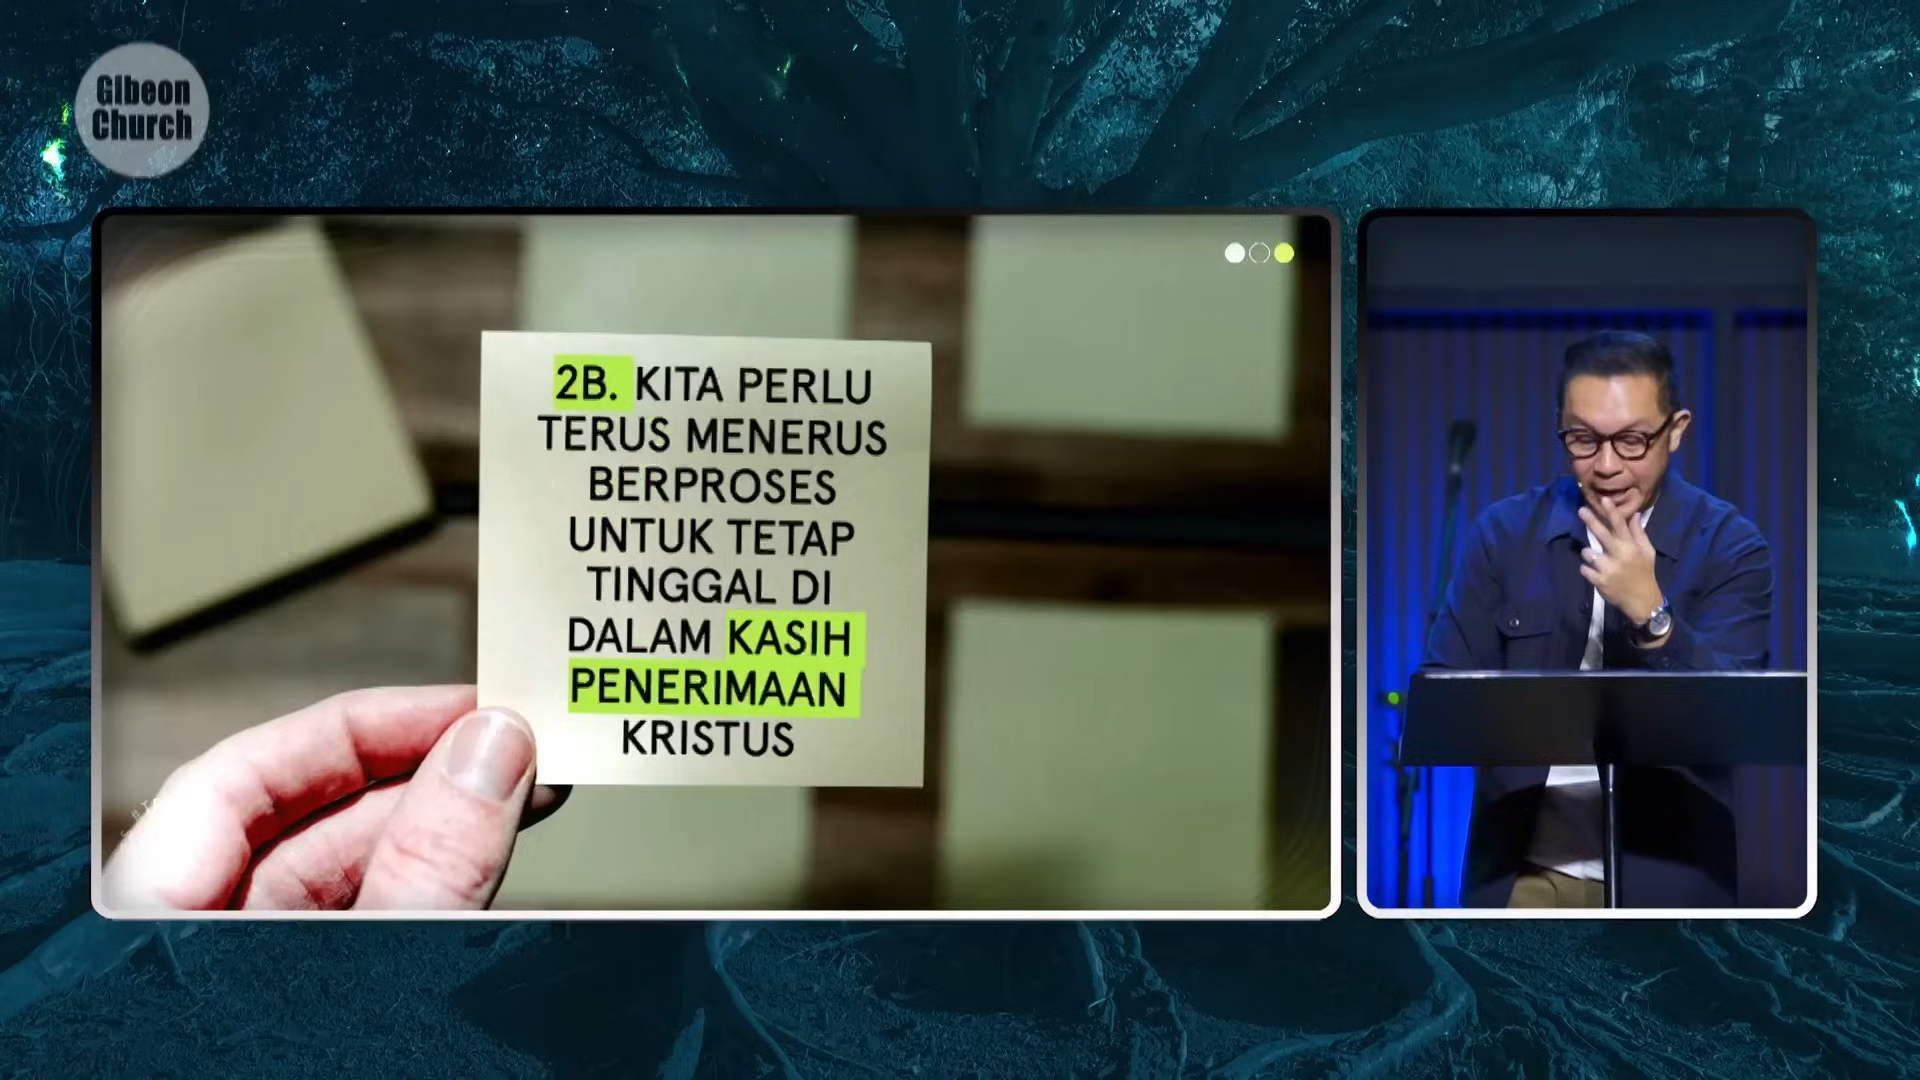 Gibeon
Church
2B. KITA PERLU
TERUS MENERUS
BERPROSES
UNTUK TETAP
TINGGAL DI
DALAM KASIH
PENERIMAAN
KRISTUS